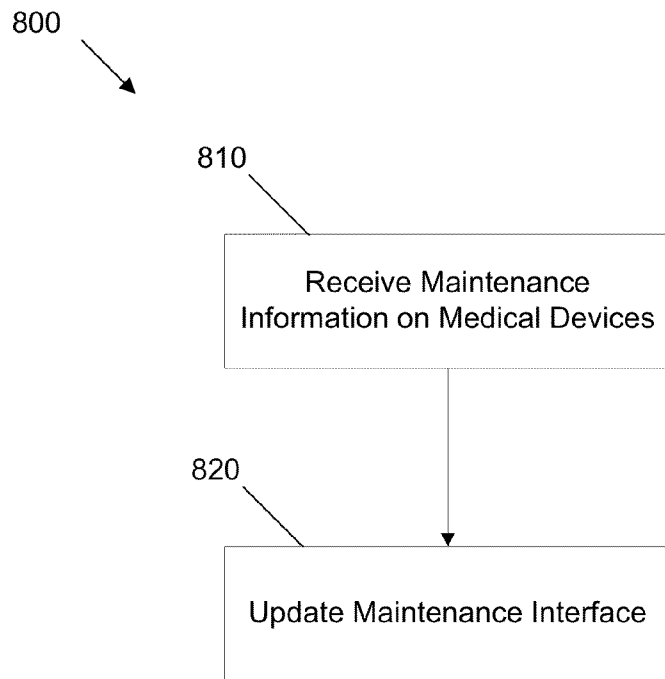 800
810
Receive Maintenance
Information on Medical Devices
820
Update Maintenance Interface